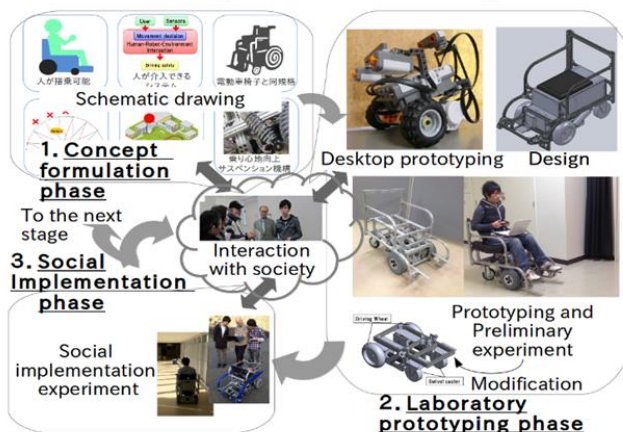 User
Sensors
Movement decision
Human-Robot-Environment
Interaction
Driving safety
人が搭乗可能
人が介入できる
システム
電動車椅子と同規格
Schematic drawing
乗り心地向上
サスペンション機構
1. Concept
formulation
phase
To the next
stage
3. Social
Implementation
phase
Interaction
with society
Social
implementation
experiment
Desktop prototyping
Design
Prototyping and
Preliminary
experiment
Driving Wheel
Swivel caster
Modification
2. Laboratory
prototyping phase